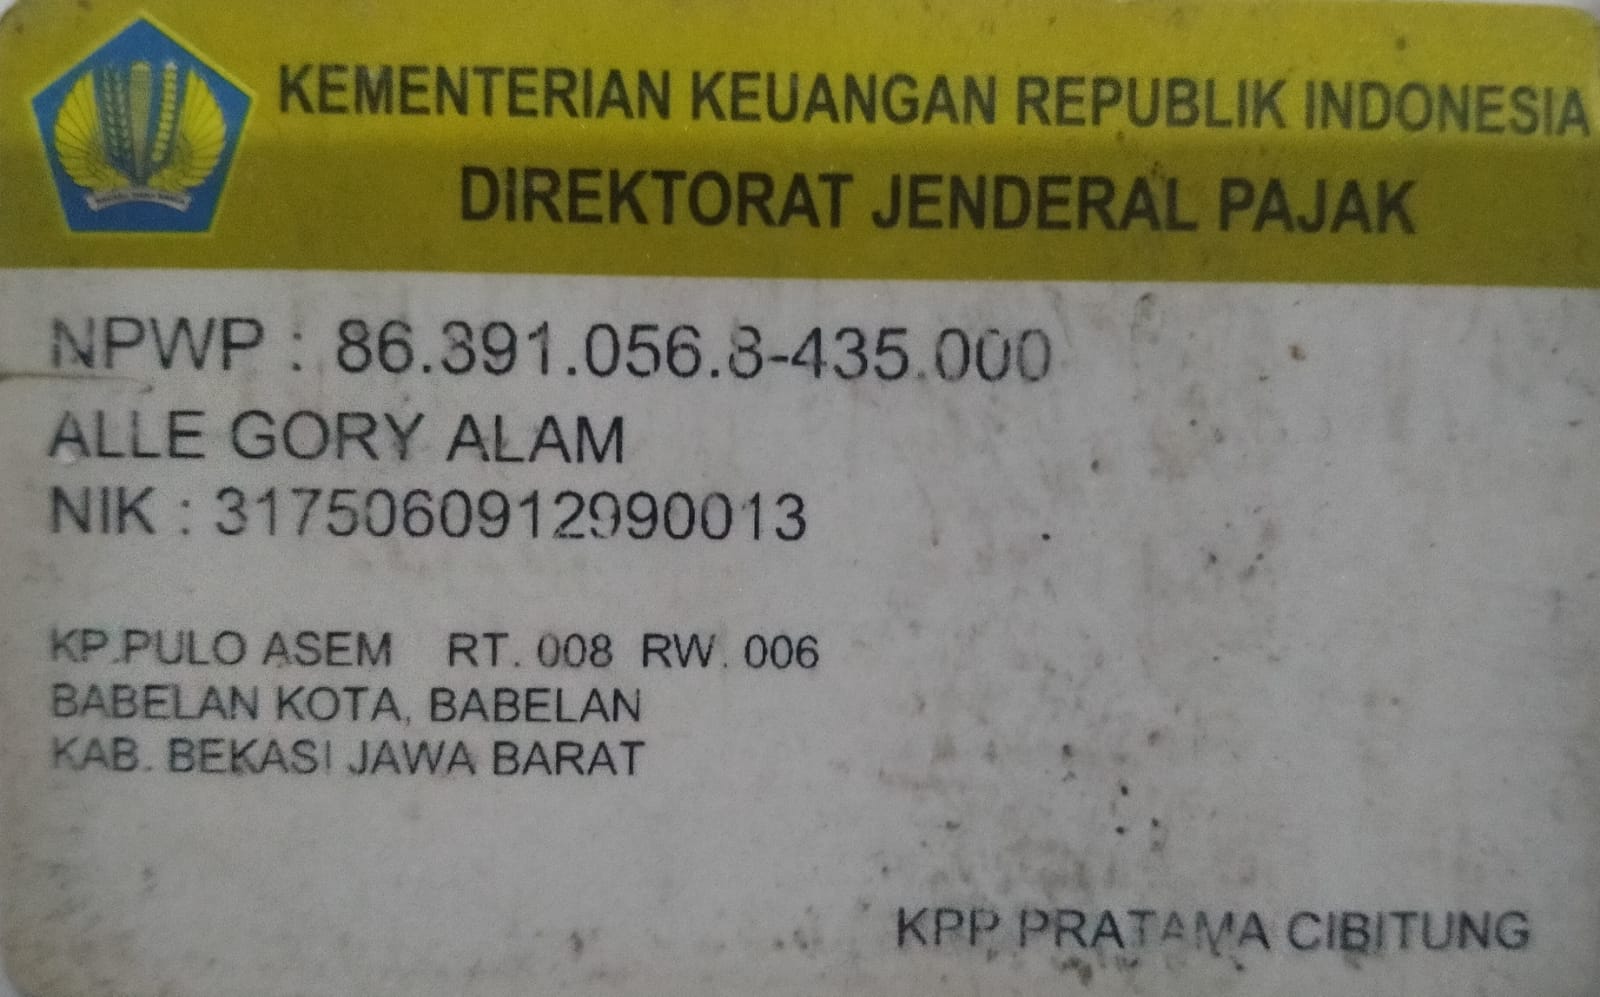 KEMENTERIAN KEUANGAN REPUBLIK INDONESIA
DIREKTORAT JENDERAL PAJAK
NPWP : 86.391.056.8-435.000
ALLE GORY ALAM
NIK : 3175060912990013
KP.PULO ASEM RT. 008 RW. 006
BABELAN KOTA, BABELAN
KAB. BEKASI JAWA BARAT
KPP PRATAMA CIBITUNG